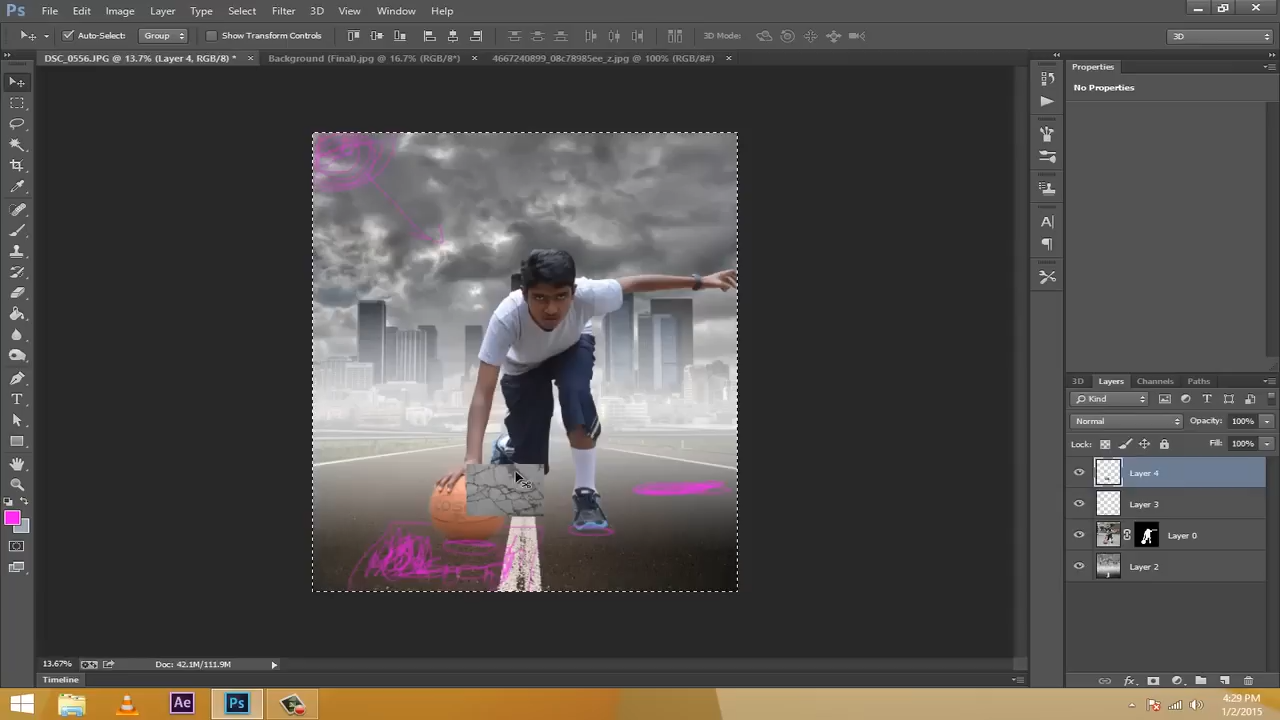 Ps File Edit Image Layer Type Select Filter 3D View Window Help
Auto-Select: Group Show Transform Controls 3D Mode: 3D
DSC_0556.JPG @ 13.7% (Layer 4, RGB/8) * Background (Final).jpg @ 16.7% (RGB/8*) 4667240899_08c78985ee_z.jpg @ 100% (RGB/8#)
Properties
No Properties
3D Layers Channels Paths
Kind
Normal Opacity: 100%
Lock: Fill: 100%
Layer 4
Layer 3
Layer 0
Layer 2
13.67% Doc: 42.1M/111.9M
Timeline
Ae Ps
4:29 PM
1/2/2015